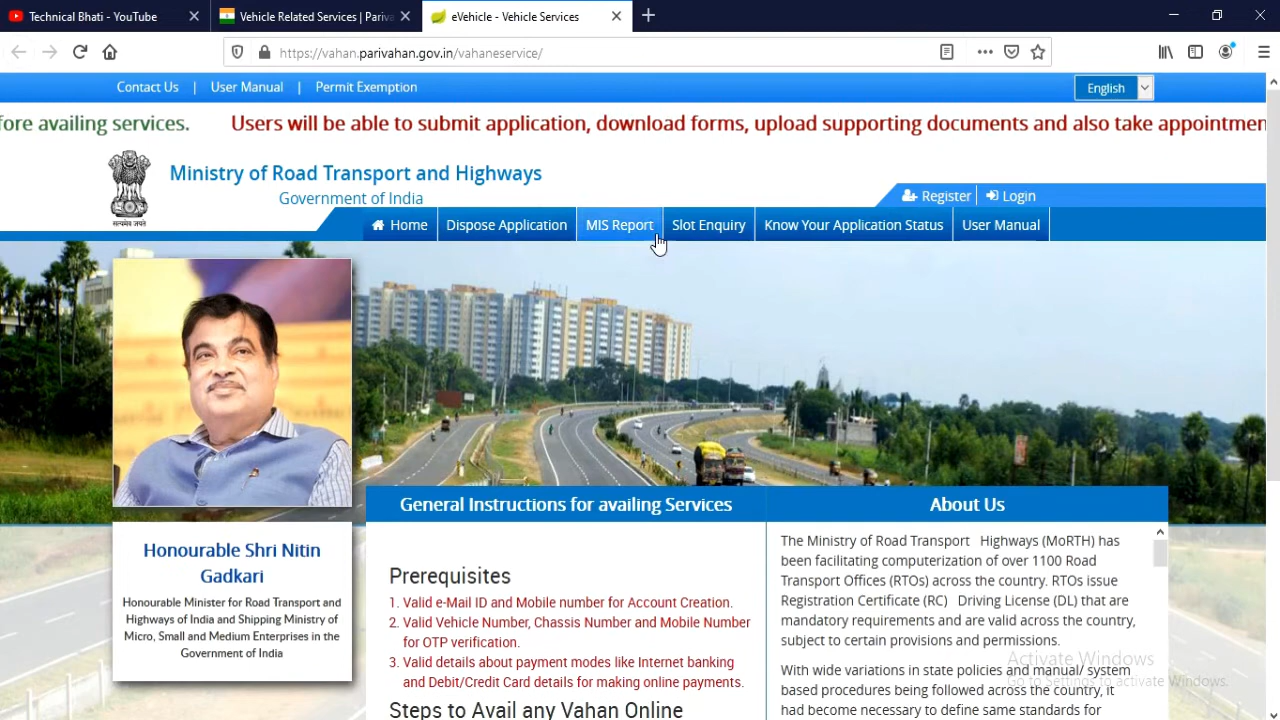 Technical Bhati - YouTube
Vehicle Related Services | Pariva
eVehicle - Vehicle Services
https://vahan.parivahan.gov.in/vahaneservice/
Contact Us | User Manual | Permit Exemption
English
fore availing services. Users will be able to submit application, download forms, upload supporting documents and also take appointmen
Ministry of Road Transport and Highways
Government of India
सत्यमेव जयते
Register | Login
Home
Dispose Application
MIS Report
Slot Enquiry
Know Your Application Status
User Manual
Honourable Shri Nitin
Gadkari
Honourable Minister for Road Transport and
Highways of India and Shipping Ministry of
Micro, Small and Medium Enterprises in the
Government of India
General Instructions for availing Services
Prerequisites
1. Valid e-Mail ID and Mobile number for Account Creation.
2. Valid Vehicle Number, Chassis Number and Mobile Number
for OTP verification.
3. Valid details about payment modes like Internet banking
and Debit/Credit Card details for making online payments.
Steps to Avail any Vahan Online
About Us
The Ministry of Road Transport Highways (MoRTH) has
been facilitating computerization of over 1100 Road
Transport Offices (RTOs) across the country. RTOs issue
Registration Certificate (RC) Driving License (DL) that are
mandatory requirements and are valid across the country,
subject to certain provisions and permissions.
With wide variations in state policies and manual/ system
based procedures being followed across the country, it
had become necessary to define same standards for
Activate Windows
Go to Settings to activate Windows.